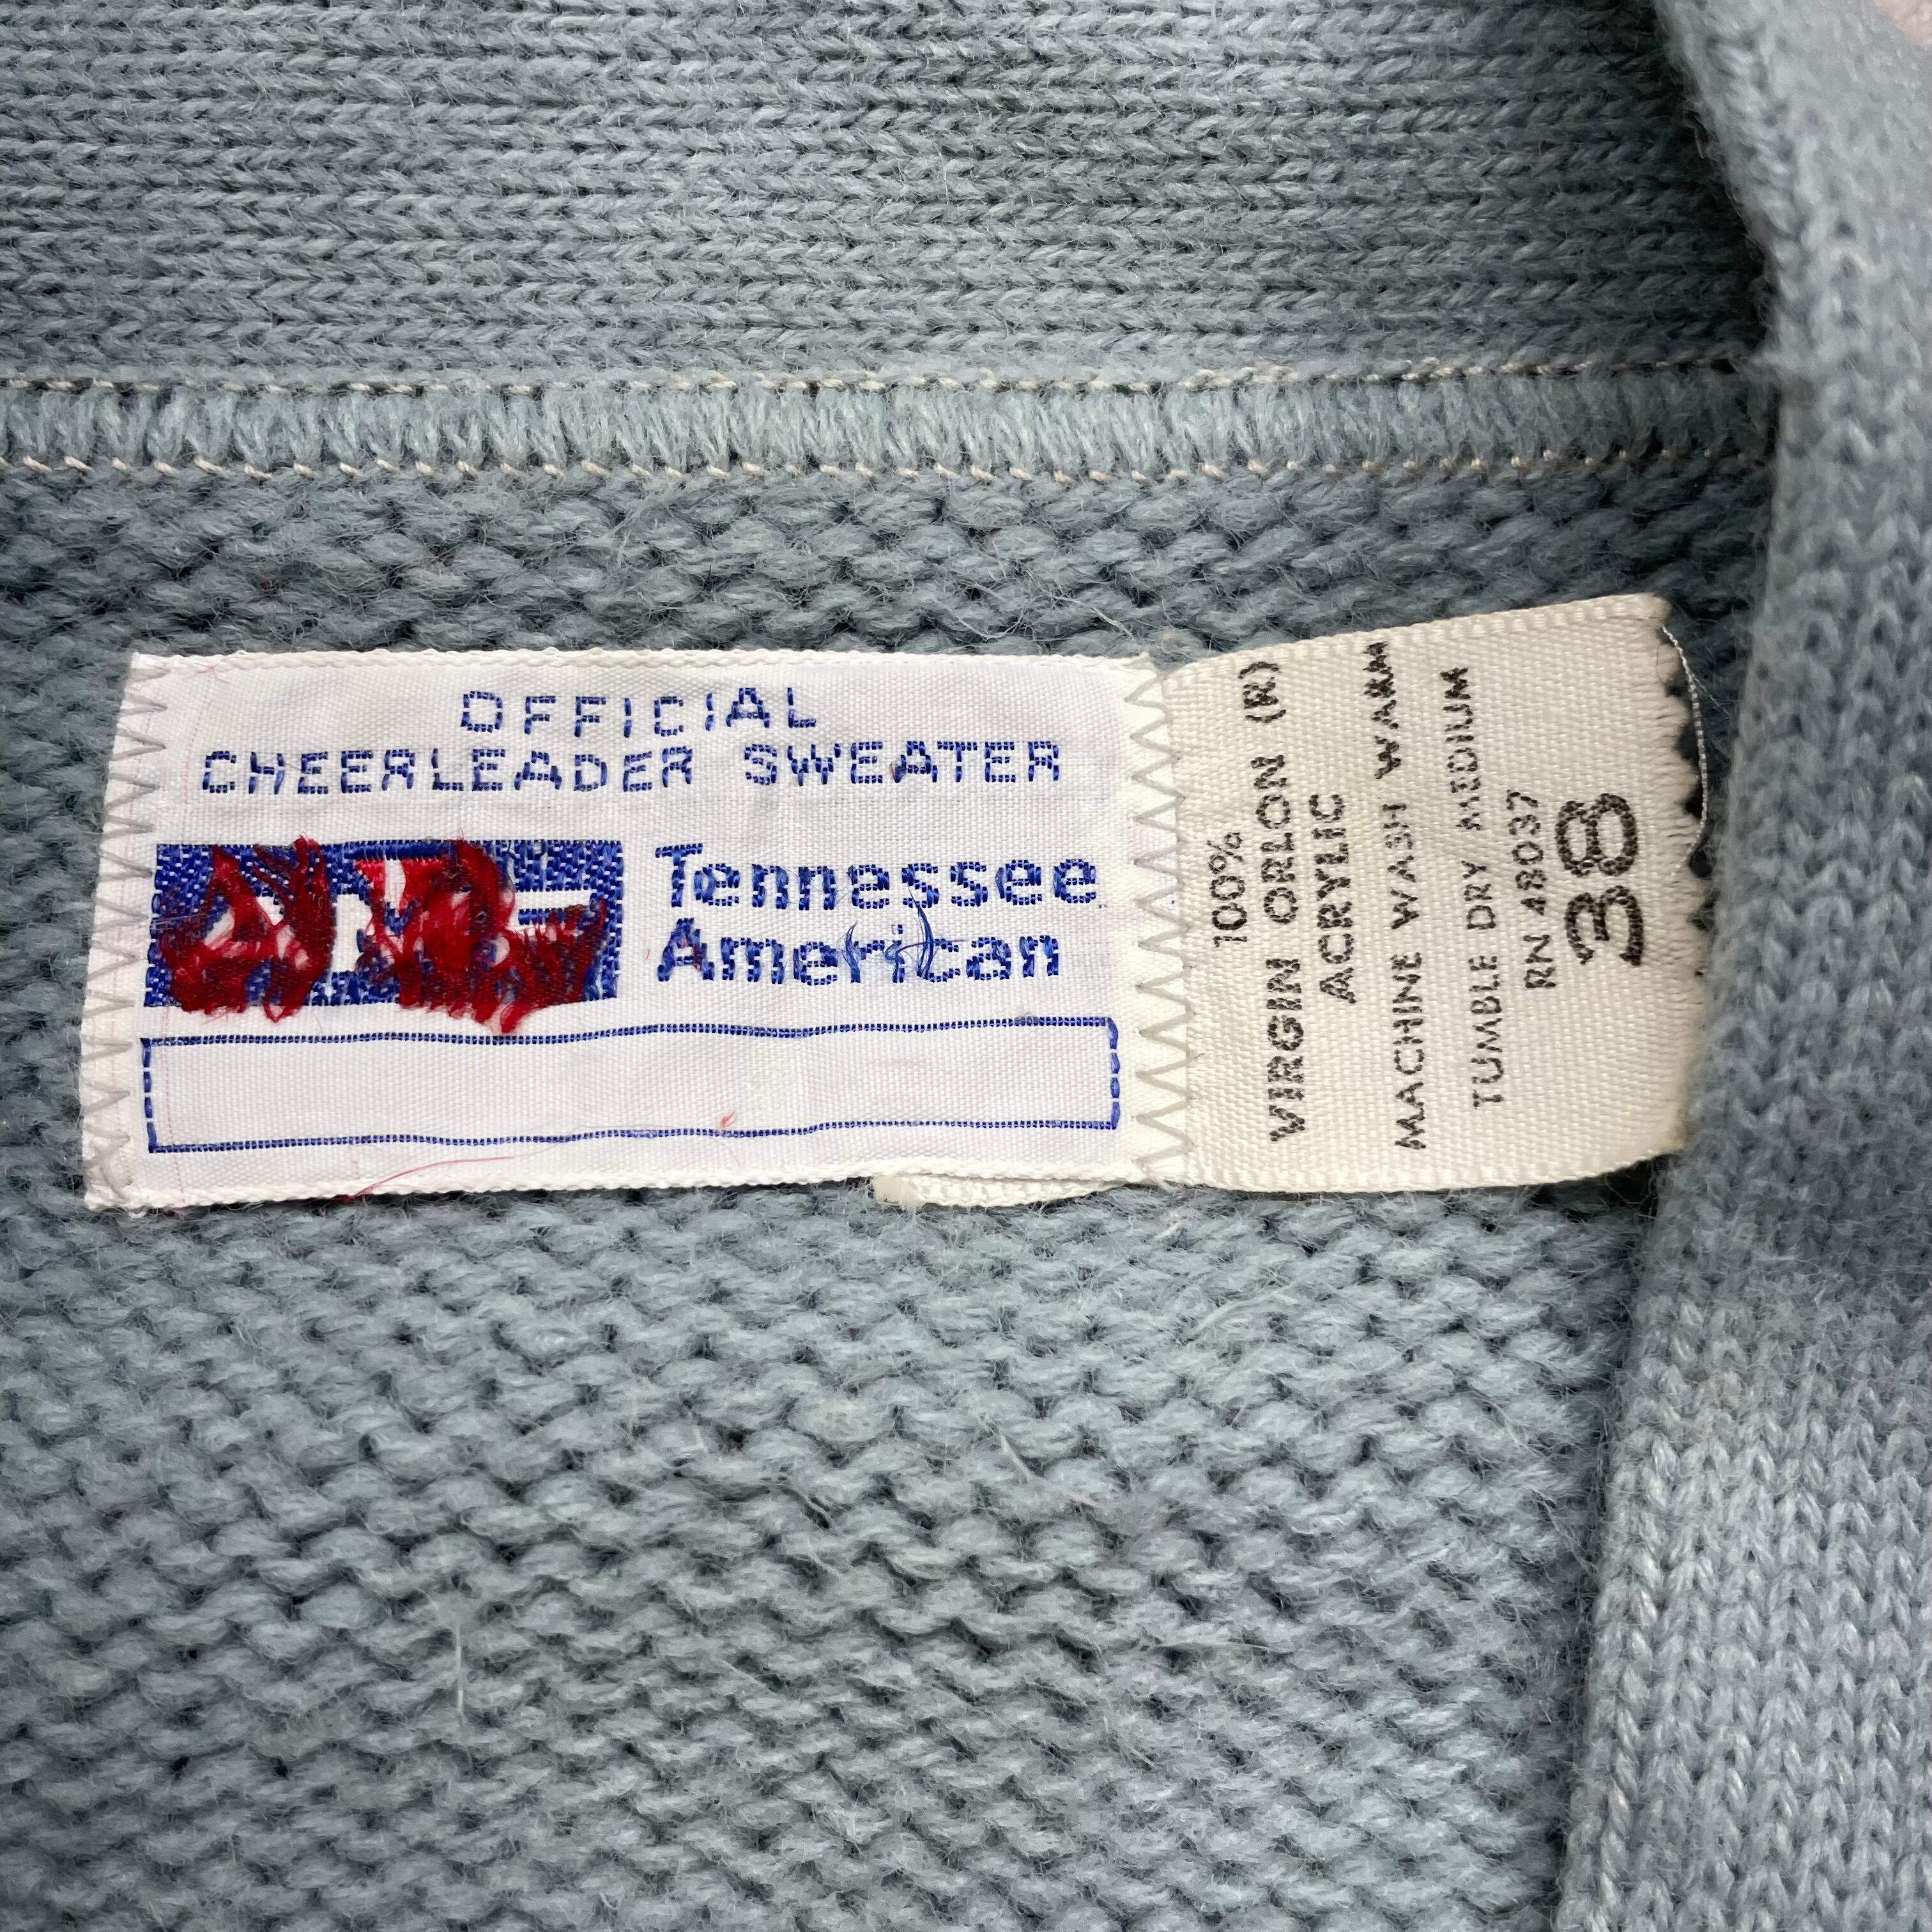 OFFICIAL
CHEERLEADER SWEATER
Tennessee
American
100%
VIRGIN ORLON (R)
ACRYLIC
MACHINE WASH WARM
TUMBLE DRY MEDIUM
RN 48037
38